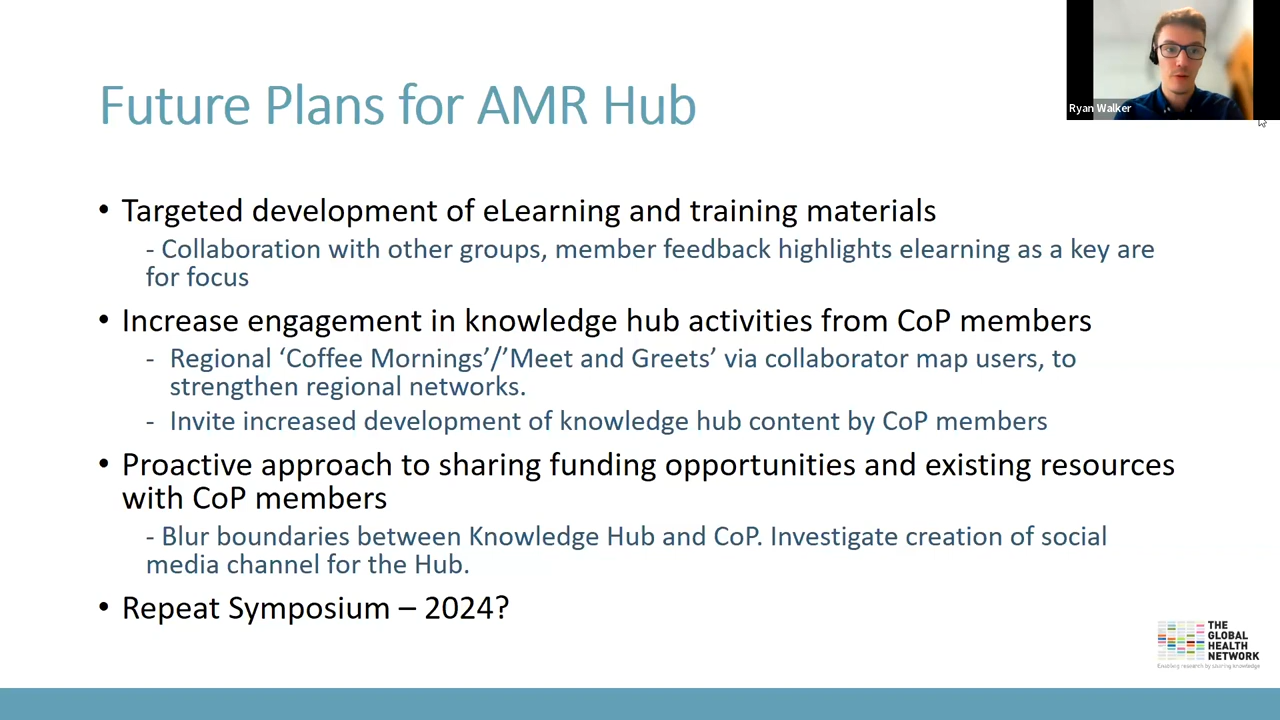 Ryan Walker
Future Plans for AMR Hub
• Targeted development of eLearning and training materials
- Collaboration with other groups, member feedback highlights elearning as a key are
for focus
• Increase engagement in knowledge hub activities from CoP members
- Regional ‘Coffee Mornings’/’Meet and Greets’ via collaborator map users, to
strengthen regional networks.
- Invite increased development of knowledge hub content by CoP members
• Proactive approach to sharing funding opportunities and existing resources
with CoP members
- Blur boundaries between Knowledge Hub and CoP. Investigate creation of social
media channel for the Hub.
• Repeat Symposium – 2024?
THE
GLOBAL
HEALTH
NETWORK
Enabling research by sharing knowledge